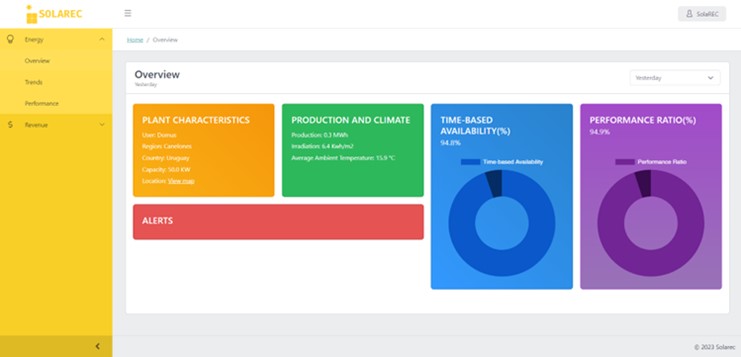 SOLAREC
SolaREC
Energy
Overview
Trends
Performance
$ Revenue
Home / Overview
Overview
Yesterday
Yesterday
PLANT CHARACTERISTICS
User: Domus
Region: Canelones
Country: Uruguay
Capacity: 50.0 KW
Location: View map
PRODUCTION AND CLIMATE
Production: 0.3 MWh
Irradiation: 6.4 Kwh/m2
Average Ambient Temperature: 15.9 °C
ALERTS
TIME-BASED
AVAILABILITY(%)
94.8%
Time-based Availability
PERFORMANCE RATIO(%)
94.9%
Performance Ratio
© 2023 Solarec